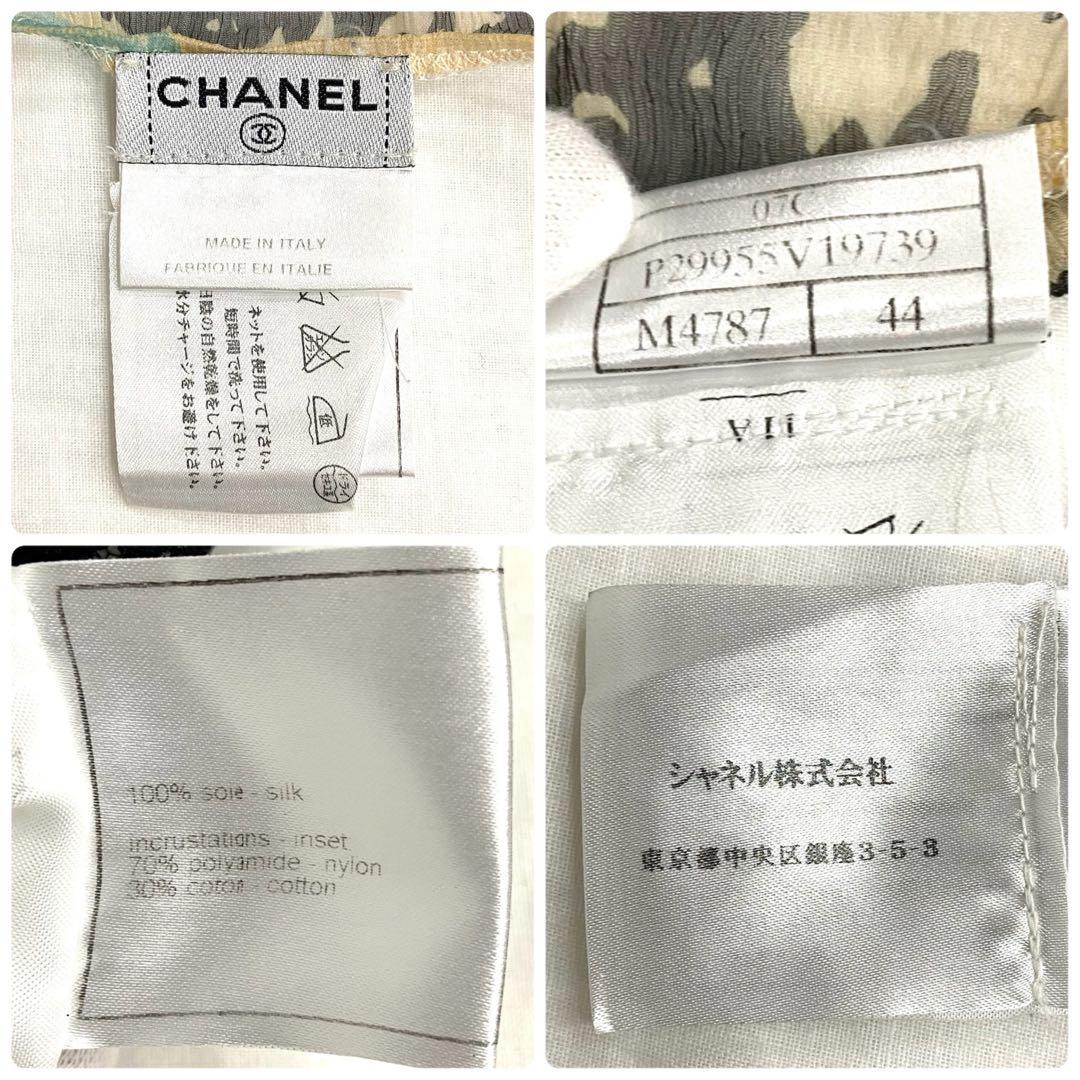 CHANEL
MADE IN ITALY
FABRIQUE EN ITALIE
ネットを使用して下さい。
短時間で洗って下さい。
日陰の自然乾燥をして下さい。
水分チャージをお避け下さい。
低
ドライ
07C
P29955V19739
M4787
44
100% soie - silk
incrustations - inset
70% polyamide - nylon
30% coton - cotton
シャネル株式会社
東京都中央区銀座3-5-3